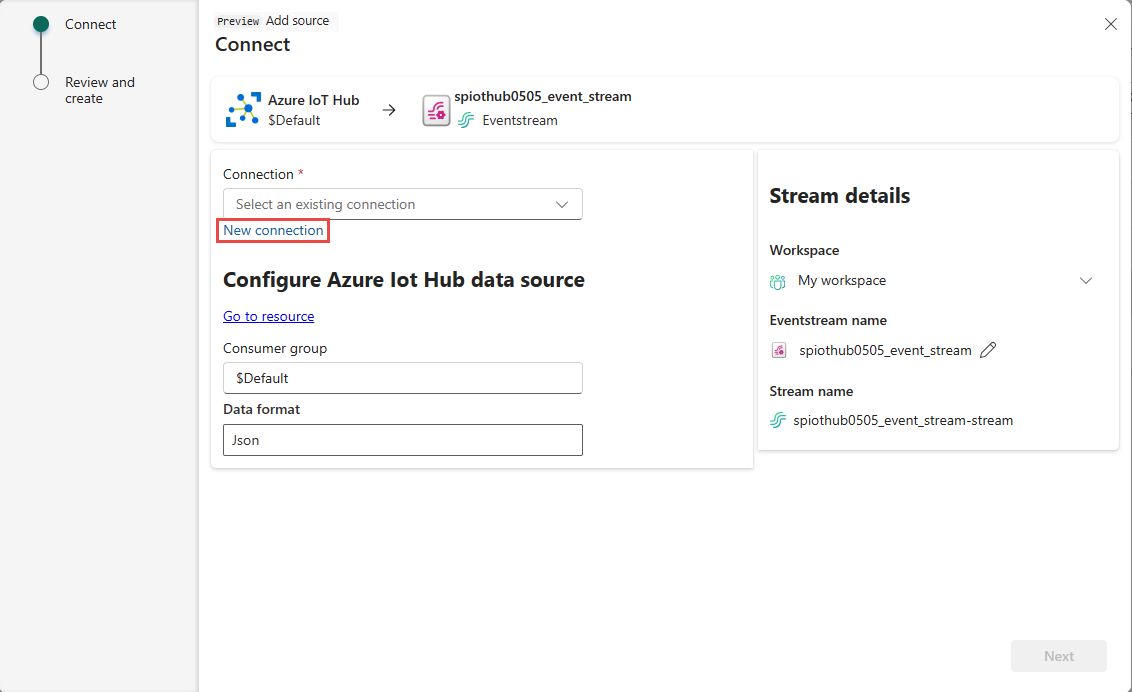 Connect
Review and
create
Preview Add source
Connect
Azure IoT Hub
$Default
spiothub0505_event_stream
Eventstream
Connection *
Select an existing connection
New connection
Configure Azure Iot Hub data source
Go to resource
Consumer group
$Default
Data format
Json
Stream details
Workspace
My workspace
Eventstream name
spiothub0505_event_stream
Stream name
spiothub0505_event_stream-stream
Next